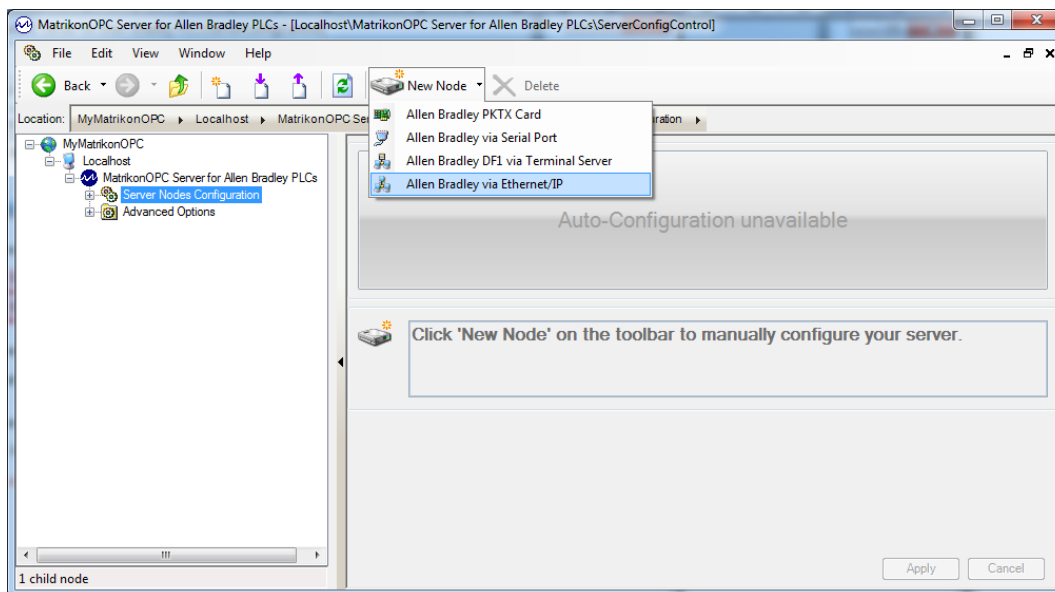 MatrikonOPC Server for Allen Bradley PLCs - [Localhost\MatrikonOPC Server for Allen Bradley PLCs\ServerConfigControl]
File Edit View Window Help
Back New Node Delete
Location: MyMatrikonOPC Localhost MatrikonOPC Ser
Allen Bradley PKTX Card
Allen Bradley via Serial Port
Allen Bradley DF1 via Terminal Server
Allen Bradley via Ethernet/IP
MyMatrikonOPC
Localhost
MatrikonOPC Server for Allen Bradley PLCs
Server Nodes Configuration
Advanced Options
Auto-Configuration unavailable
Click 'New Node' on the toolbar to manually configure your server.
Apply Cancel
1 child node